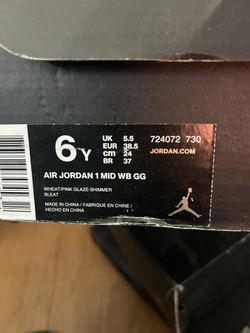 6Y
UK 5.5
EUR 38.5
cm 24
BR 37
724072 730
JORDAN.COM
AIR JORDAN 1 MID WB GG
WHEAT/PINK GLAZE-SHIMMER
BLEAT
MADE IN CHINA / FABRIQUE EN CHINE /
HECHO EN CHINA